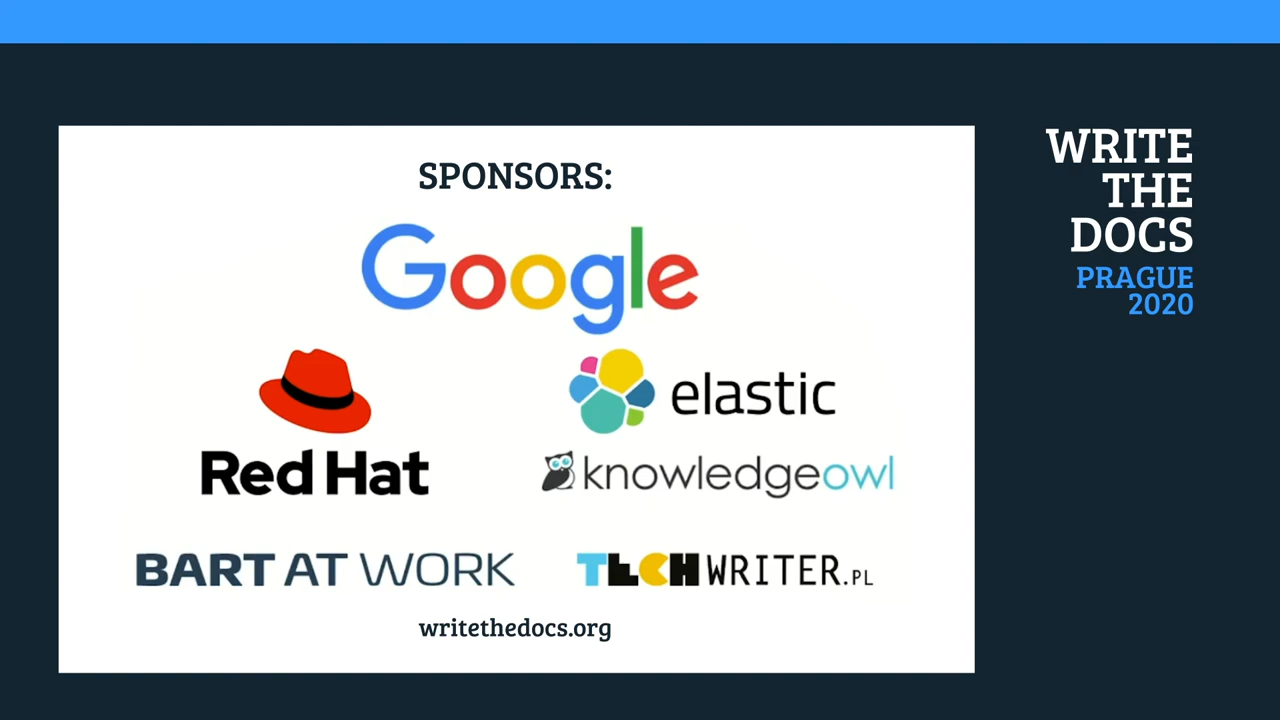 SPONSORS:
Google
Red Hat
elastic
knowledgeowl
BART AT WORK
TECHWRITER.PL
writethedocs.org
WRITE
THE
DOCS
PRAGUE
2020